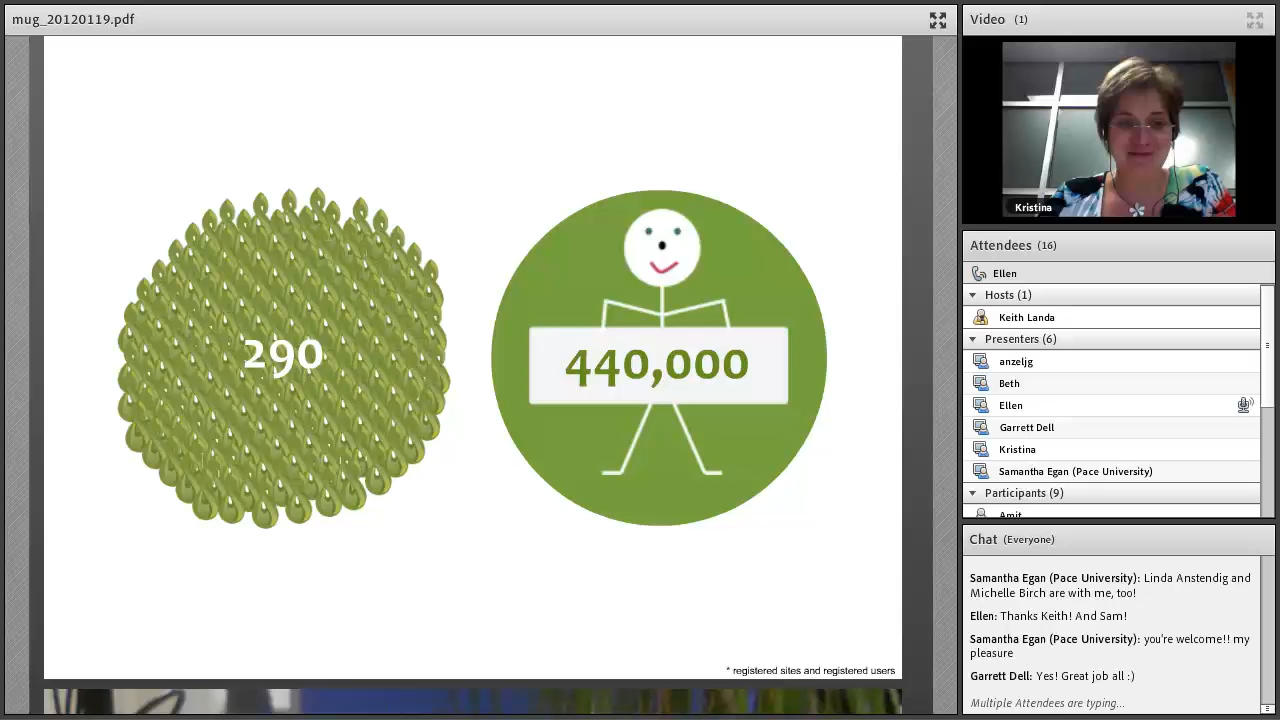 mug_20120119.pdf
290
440,000
* registered sites and registered users
Video (1)
Kristina
Attendees (16)
Ellen
Hosts (1)
Keith Landa
Presenters (6)
anzeljg
Beth
Ellen
Garrett Dell
Kristina
Samantha Egan (Pace University)
Participants (9)
Amit
Chat (Everyone)
Samantha Egan (Pace University): Linda Anstendig and
Michelle Birch are with me, too!
Ellen: Thanks Keith! And Sam!
Samantha Egan (Pace University): you're welcome!! my
pleasure
Garrett Dell: Yes! Great job all :)
Multiple Attendees are typing...